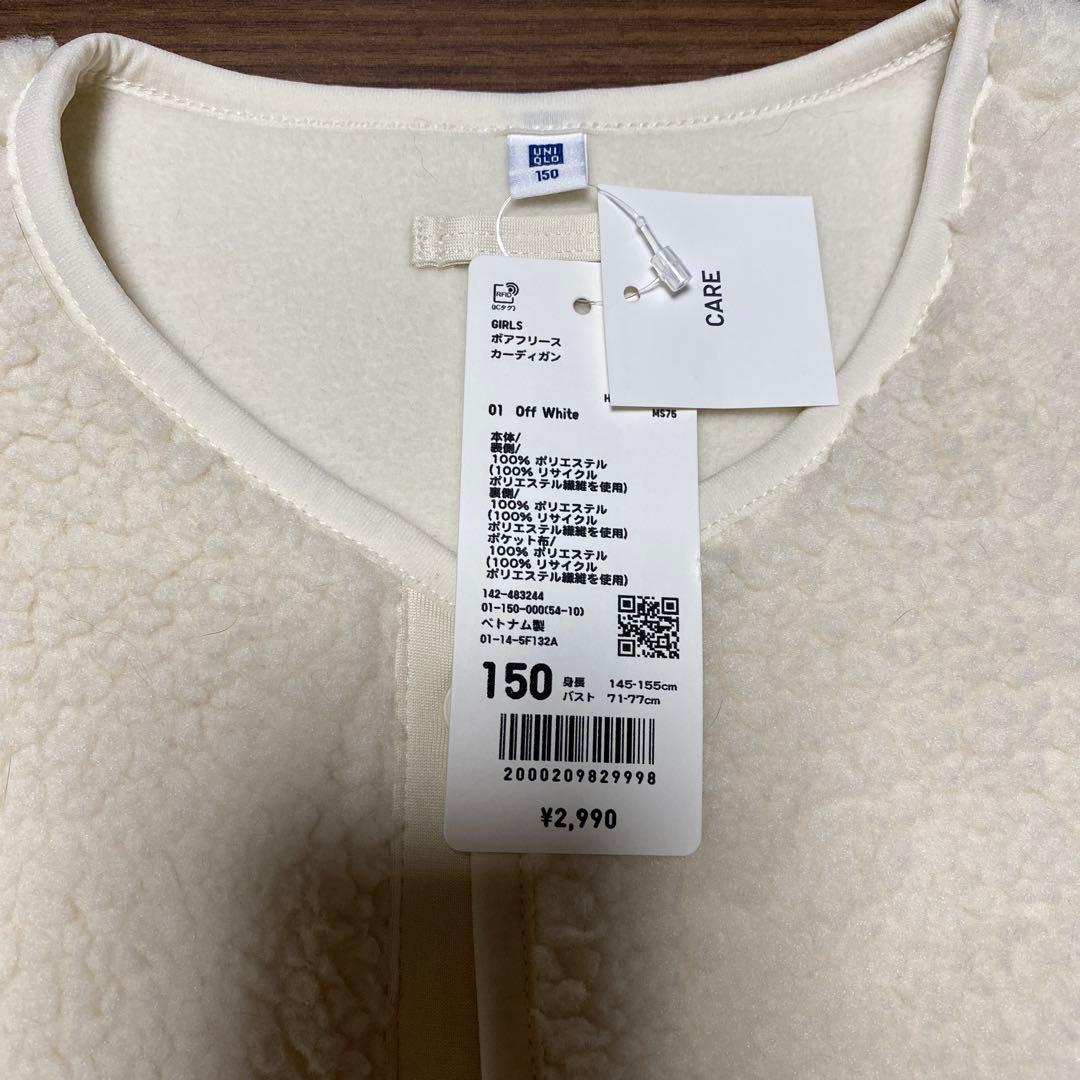 UNI
QLO
150
CARE
RFID
(ICタグ)
GIRLS
ボアフリース
カーディガン
01 Off White
MS75
本体/
表側/
100% ポリエステル
(100% リサイクル
ポリエステル繊維を使用)
裏側/
100% ポリエステル
(100% リサイクル
ポリエステル繊維を使用)
ポケット布/
100% ポリエステル
(100% リサイクル
ポリエステル繊維を使用)
142-483244
01-150-000(54-10)
ベトナム製
01-14-5F132A
150 身長 145-155cm
バスト 71-77cm
2000209829998
¥2,990